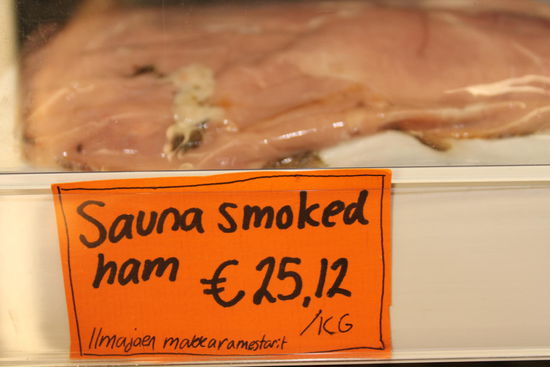 Sauna smoked
ham €25,12
/KG
Ilmajoen makkaramestarit